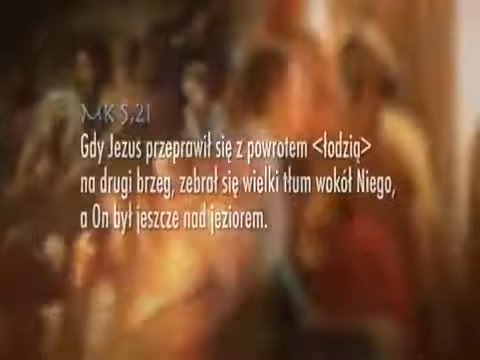 MK 5,21
Gdy Jezus przeprawił się z powrotem <łodzią>
na drugi brzeg, zebrał się wielki tłum wokół Niego,
a On był jeszcze nad jeziorem.